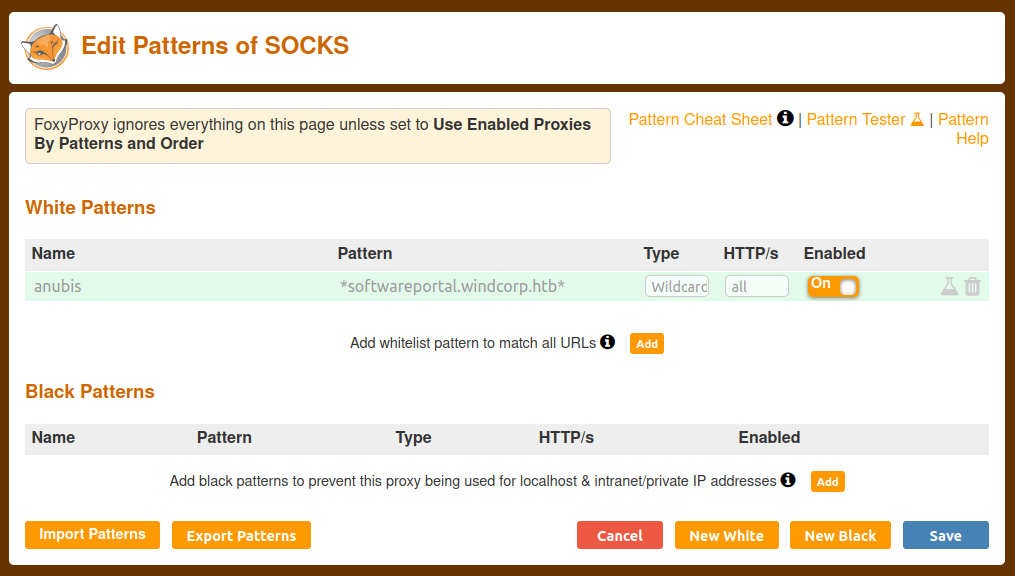 Edit Patterns of SOCKS
FoxyProxy ignores everything on this page unless set to Use Enabled Proxies
By Patterns and Order
Pattern Cheat Sheet | Pattern Tester | Pattern
Help
White Patterns
Name Pattern Type HTTP/s Enabled
anubis *softwareportal.windcorp.htb* Wildcard all On
Add whitelist pattern to match all URLs Add
Black Patterns
Name Pattern Type HTTP/s Enabled
Add black patterns to prevent this proxy being used for localhost & intranet/private IP addresses Add
Import Patterns Export Patterns Cancel New White New Black Save